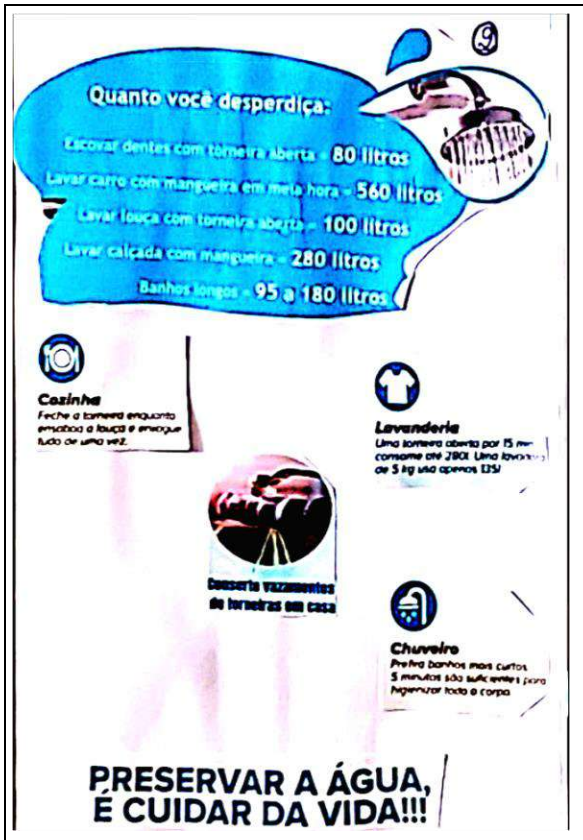 9
Quanto você desperdiça:
Escovar dentes com torneira aberta - 80 litros
Lavar carro com mangueira em meia hora - 560 litros
Lavar louça com torneira aberta - 100 litros
Lavar calçada com mangueira - 280 litros
Banhos longos - 95 a 180 litros
Cozinha
Feche a torneira enquanto
ensaboa a louça e enxague
tudo de uma vez.
Lavanderia
Uma torneira aberta por 15 min
consome até 280l. Uma
de 5 kg usa apenas 135l
Conserte vazamentos
de torneiras em casa
Chuveiro
Prefira banhos mais curtos
5 minutos são suficientes para
higienizar todo o corpo
PRESERVAR A ÁGUA,
É CUIDAR DA VIDA!!!